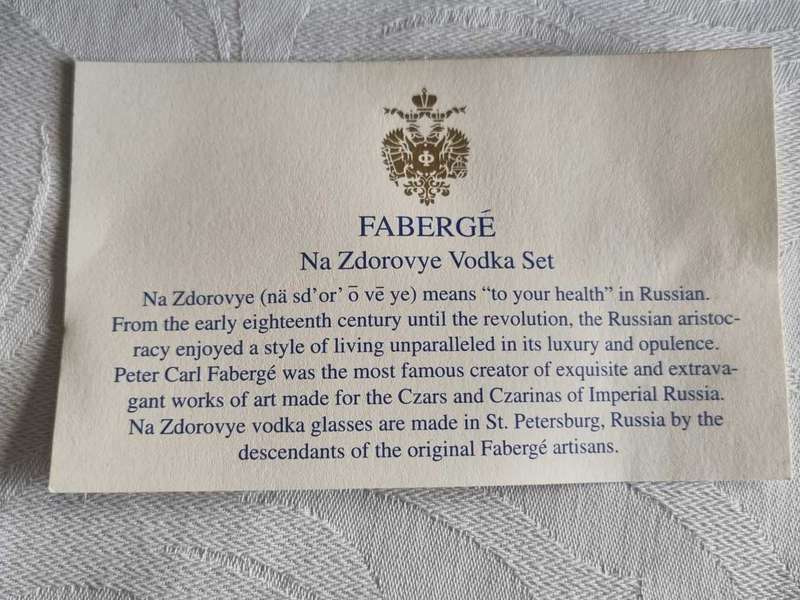 Ф
FABERGÉ
Na Zdorovye Vodka Set
Na Zdorovye (nä sd’or’ ō vē ye) means “to your health” in Russian.
From the early eighteenth century until the revolution, the Russian aristoc-
racy enjoyed a style of living unparalleled in its luxury and opulence.
Peter Carl Fabergé was the most famous creator of exquisite and extrava-
gant works of art made for the Czars and Czarinas of Imperial Russia.
Na Zdorovye vodka glasses are made in St. Petersburg, Russia by the
descendants of the original Fabergé artisans.